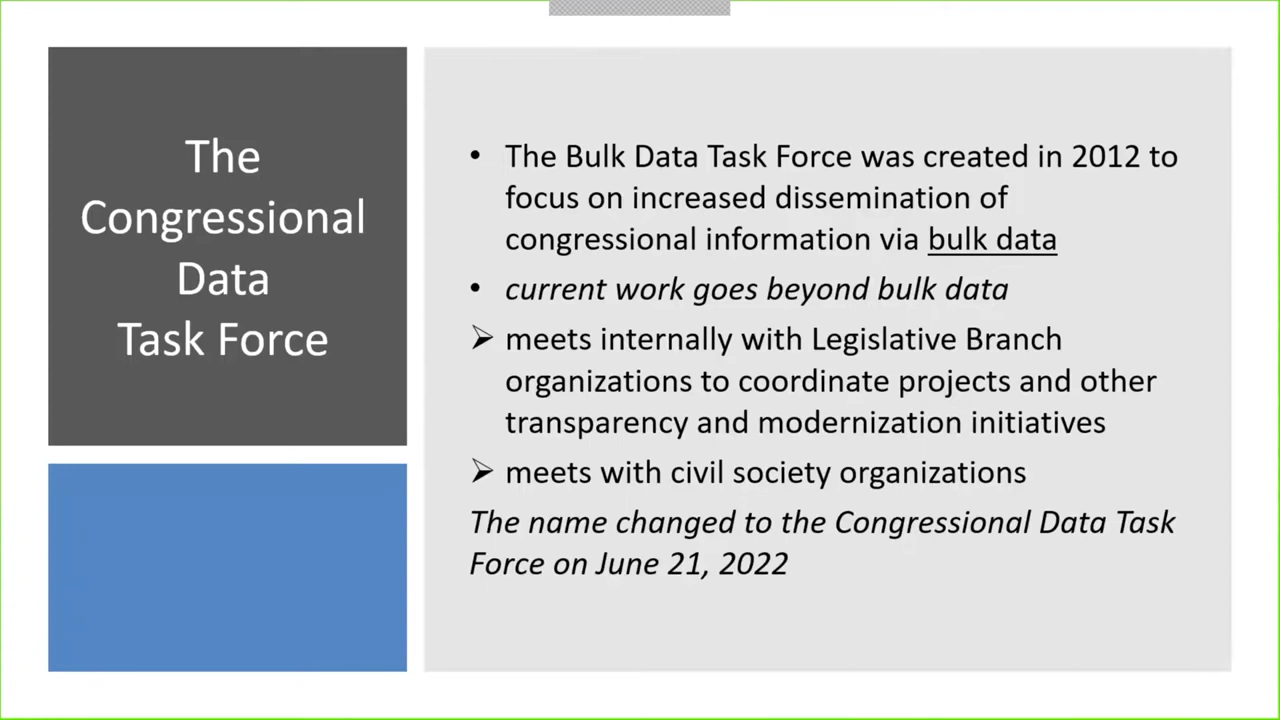 The
Congressional
Data
Task Force
• The Bulk Data Task Force was created in 2012 to
focus on increased dissemination of
congressional information via bulk data
• current work goes beyond bulk data
➢ meets internally with Legislative Branch
organizations to coordinate projects and other
transparency and modernization initiatives
➢ meets with civil society organizations
The name changed to the Congressional Data Task
Force on June 21, 2022